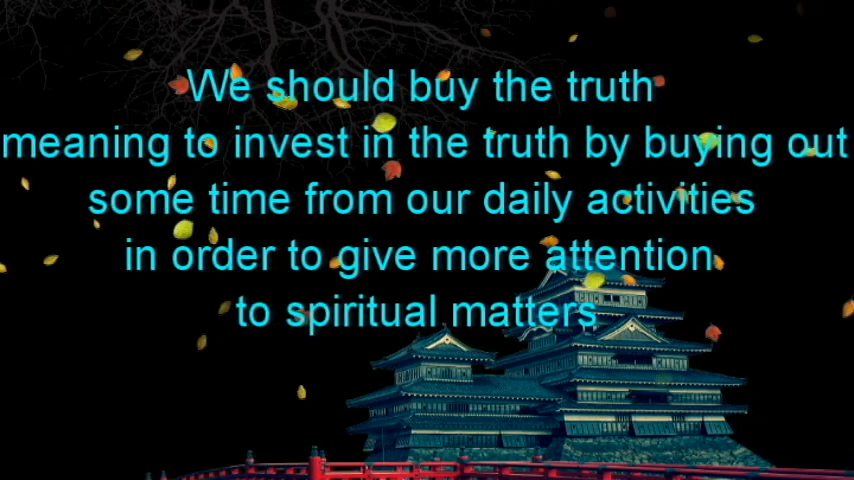 We should buy the truth
meaning to invest in the truth by buying out
some time from our daily activities
in order to give more attention
to spiritual matters